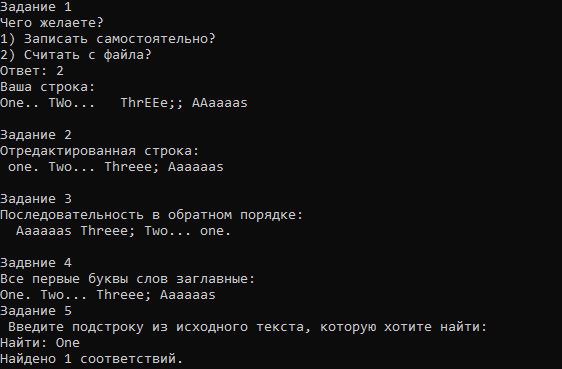 Задание 1
Чего желаете?
1) Записать самостоятельно?
2) Считать с файла?
Ответ: 2
Ваша строка:
One.. TWo...   ThrEEe;; AAaaaas
Задание 2
Отредактированная строка:
one. Two... Threee; Aaaaaas
Задание 3
Последовательность в обратном порядке:
Aaaaaas Threee; Two... one.
Задвние 4
Все первые буквы слов заглавные:
One. Two... Threee; Aaaaaas
Задание 5
Введите подстроку из исходного текста, которую хотите найти:
Найти: One
Найдено 1 соответствий.